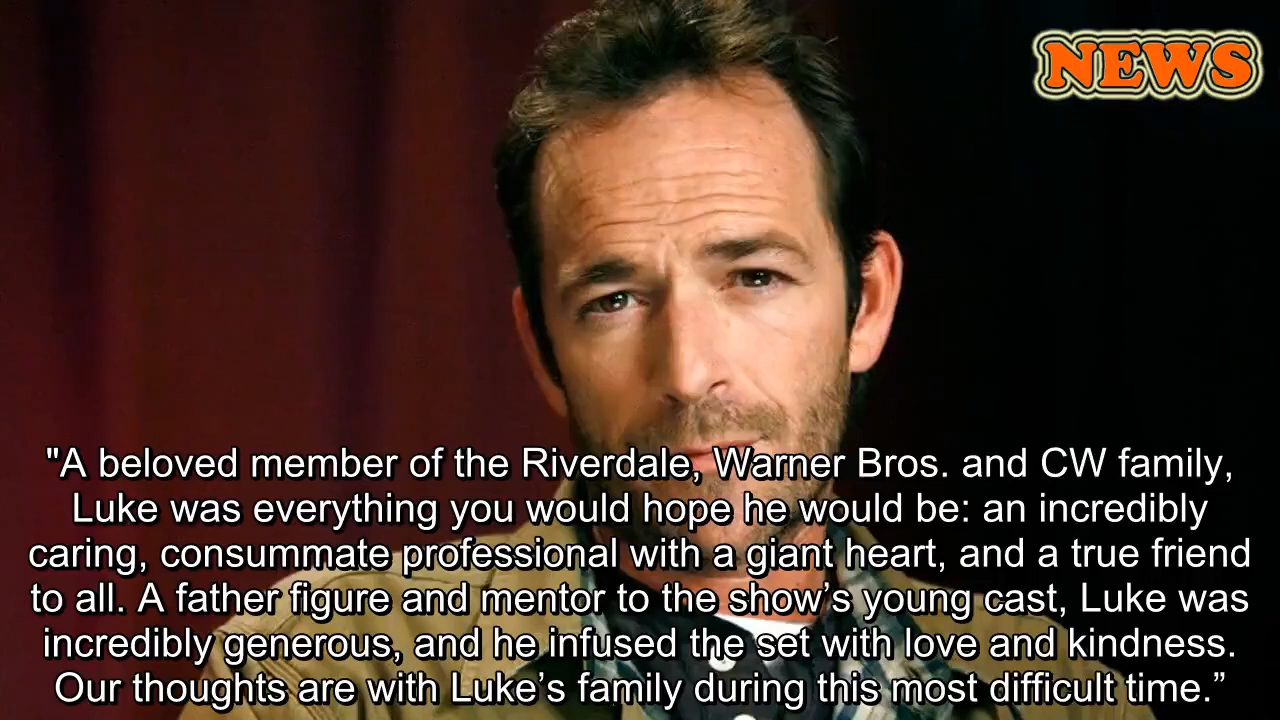 NEWS
"A beloved member of the Riverdale, Warner Bros. and CW family,
Luke was everything you would hope he would be: an incredibly
caring, consummate professional with a giant heart, and a true friend
to all. A father figure and mentor to the show’s young cast, Luke was
incredibly generous, and he infused the set with love and kindness.
Our thoughts are with Luke’s family during this most difficult time.”